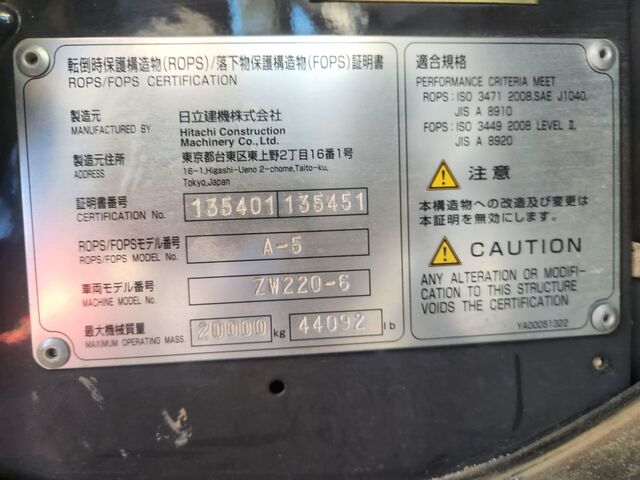 転倒時保護構造物(ROPS)/落下物保護構造物(FOPS)証明書
ROPS/FOPS CERTIFICATION
製造元 日立建機株式会社
MANUFACTURED BY Hitachi Construction
Machinery Co., Ltd.
製造元住所 東京都台東区東上野2丁目16番1号
ADDRESS 16-1, Higashi-Ueno 2-chome, Taito-ku,
Tokyo, Japan
証明書番号
CERTIFICATION No. 135401 135451
ROPS/FOPSモデル番号
ROPS/FOPS MODEL No. A-5
車両モデル番号
MACHINE MODEL No. ZW220-6
最大機械質量
MAXIMUM OPERATING MASS. 20000 kg 44092 lb
適合規格
PERFORMANCE CRITERIA MEET
ROPS: ISO 3471 2008, SAE J1040,
JIS A 8910
FOPS: ISO 3449 2008 LEVEL Ⅱ,
JIS A 8920
注意
本構造物への改造及び変更は
本証明を無効にします。
CAUTION
ANY ALTERATION OR MODIFI-
CATION TO THIS STRUCTURE
VOIDS THE CERTIFICATION
YA00051322